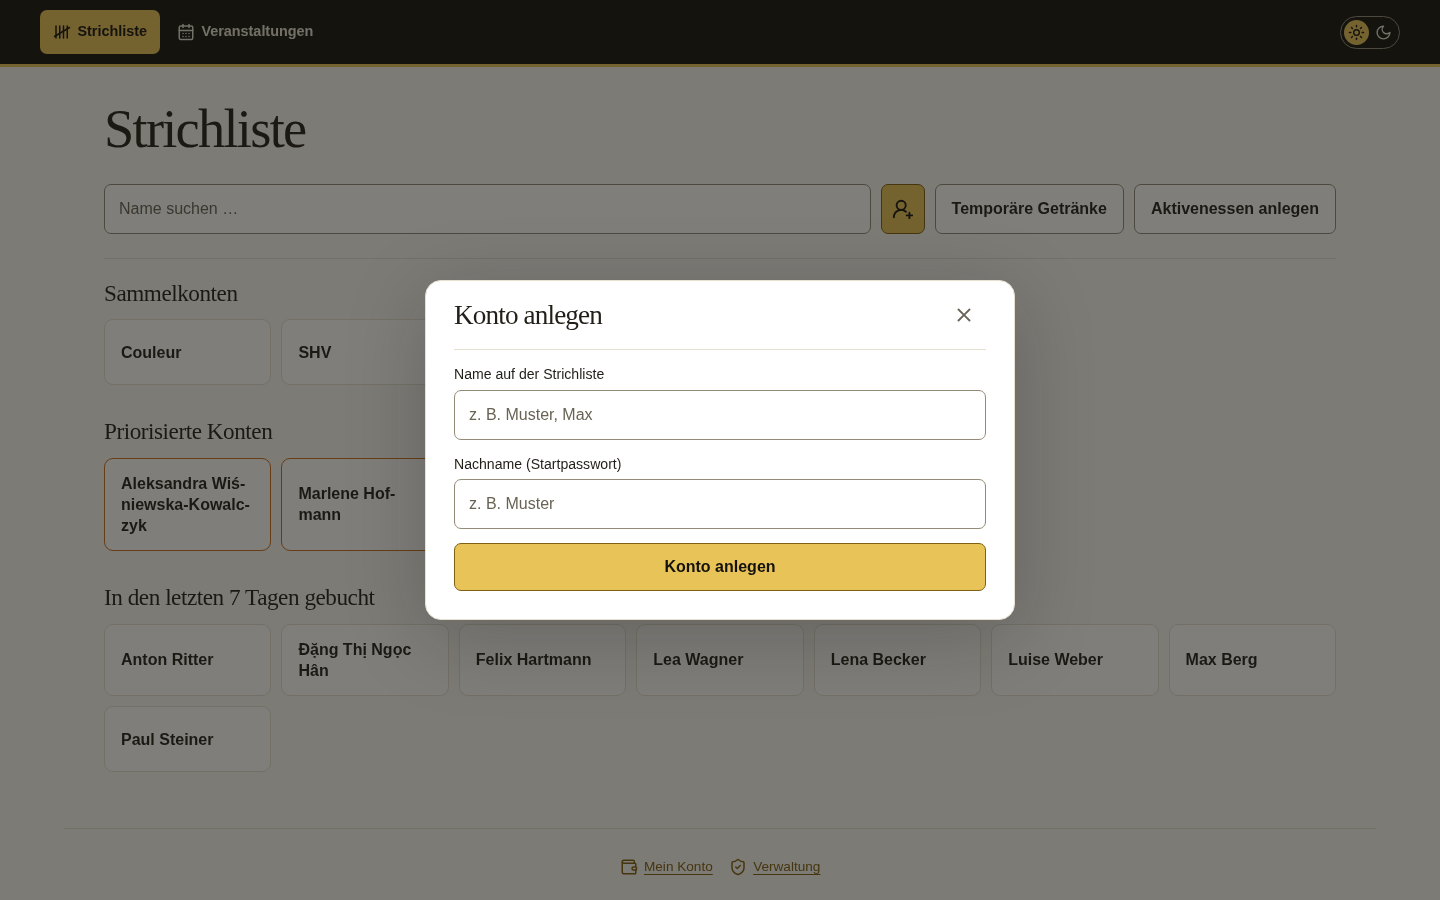 Strichliste
Veranstaltungen
Strichliste
Name suchen …
Temporäre Getränke
Aktivenessen anlegen
Sammelkonten
Couleur
SHV
Priorisierte Konten
Aleksandra Wiś-
niewska-Kowalc-
zyk
Marlene Hof-
mann
Konto anlegen
Name auf der Strichliste
z. B. Muster, Max
Nachname (Startpasswort)
z. B. Muster
Konto anlegen
In den letzten 7 Tagen gebucht
Anton Ritter
Đặng Thị Ngọc
Hân
Felix Hartmann
Lea Wagner
Lena Becker
Luise Weber
Max Berg
Paul Steiner
Mein Konto
Verwaltung